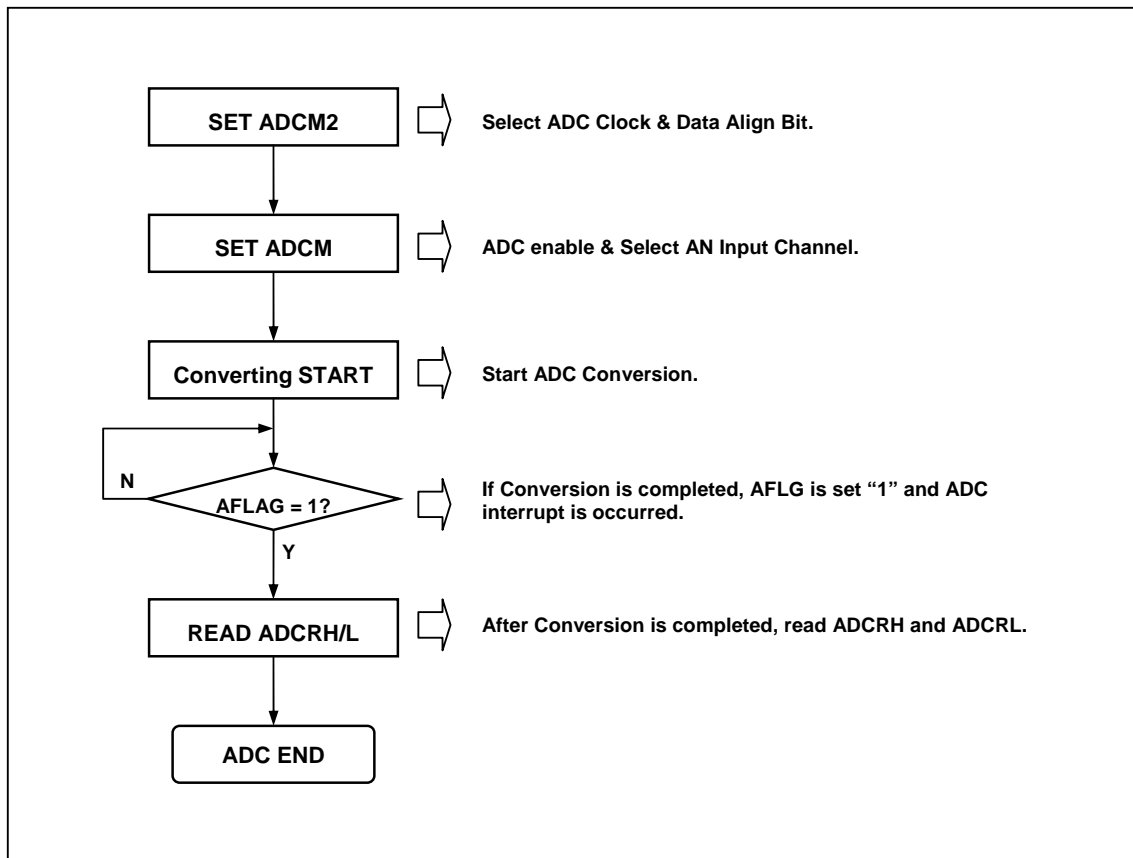 SET ADCM2
Select ADC Clock & Data Align Bit.
SET ADCM
ADC enable & Select AN Input Channel.
Converting START
Start ADC Conversion.
N
AFLAG = 1?
If Conversion is completed, AFLG is set “1” and ADC
interrupt is occurred.
Y
READ ADCRH/L
After Conversion is completed, read ADCRH and ADCRL.
ADC END